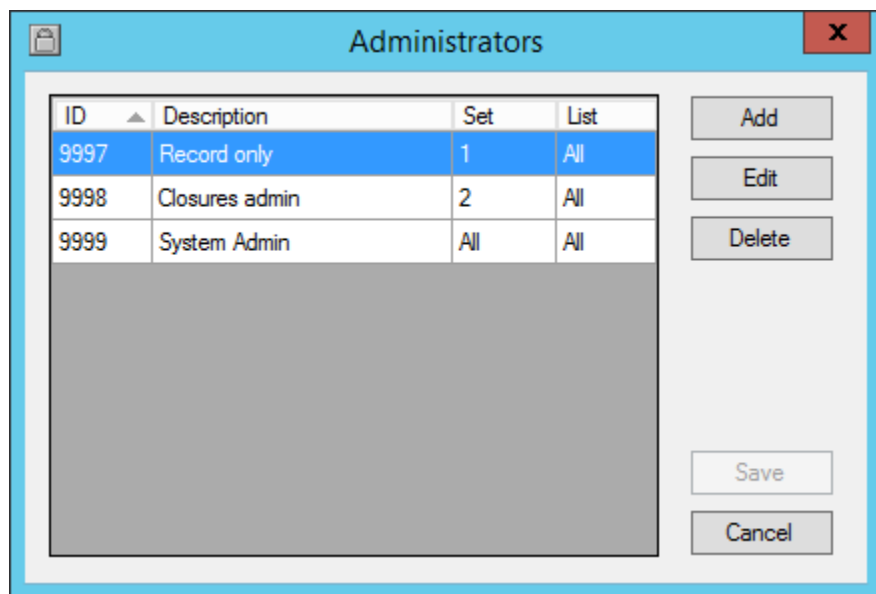 Administrators
x
ID Description Set List
9997 Record only 1 All
9998 Closures admin 2 All
9999 System Admin All All
Add
Edit
Delete
Save
Cancel